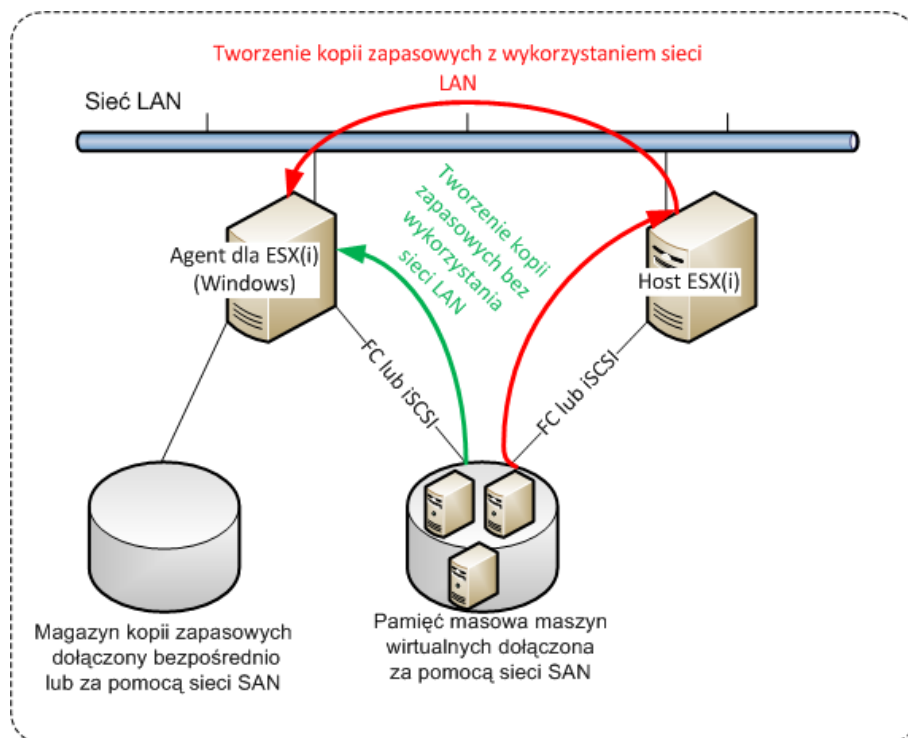 Tworzenie kopii zapasowych z wykorzystaniem sieci
LAN
Sieć LAN
Tworzenie kopii
zapasowych bez
wykorzystania
sieci LAN
Agent dla ESX(i)
(Windows)
Host ESX(i)
FC lub iSCSI
FC lub iSCSI
Magazyn kopii zapasowych
dołączony bezpośrednio
lub za pomocą sieci SAN
Pamięć masowa maszyn
wirtualnych dołączona
za pomocą sieci SAN